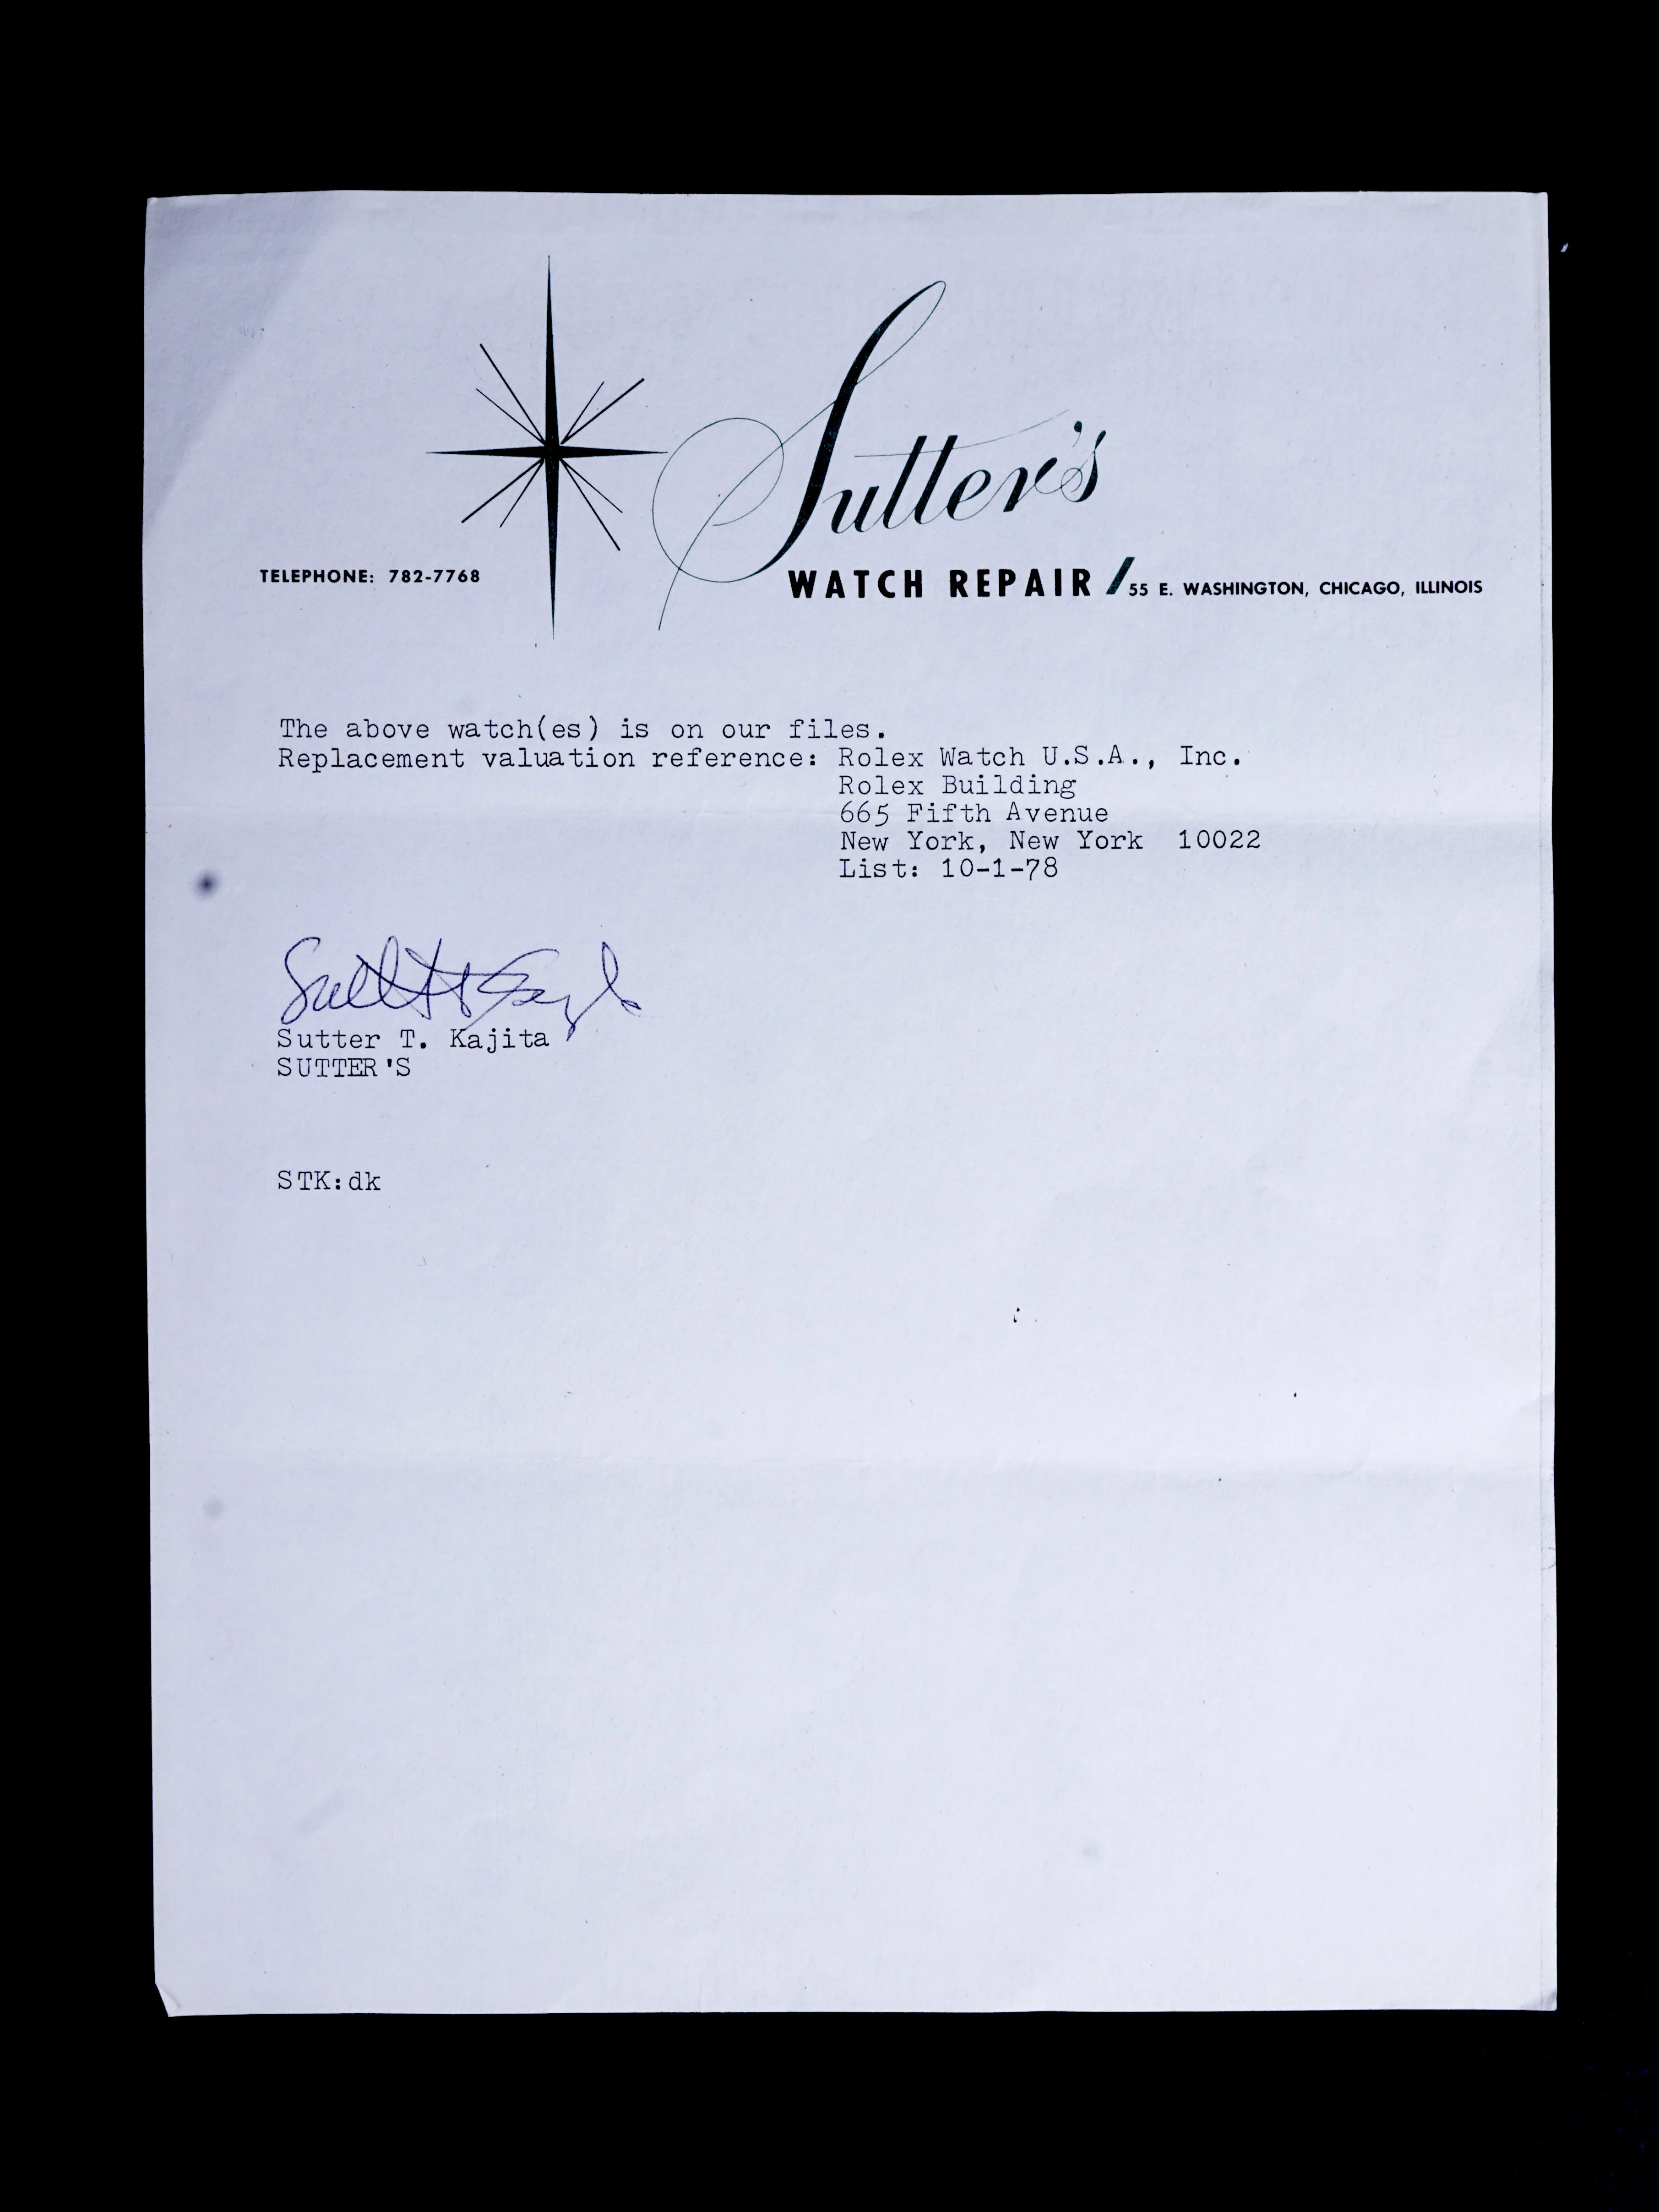 Sutter's
TELEPHONE: 782-7768
WATCH REPAIR / 55 E. WASHINGTON, CHICAGO, ILLINOIS
The above watch(es) is on our files.
Replacement valuation reference: Rolex Watch U.S.A., Inc.
Rolex Building
665 Fifth Avenue
New York, New York 10022
List: 10-1-78
Sutter T. Kajita
Sutter T. Kajita
SUTTER'S
STK:dk